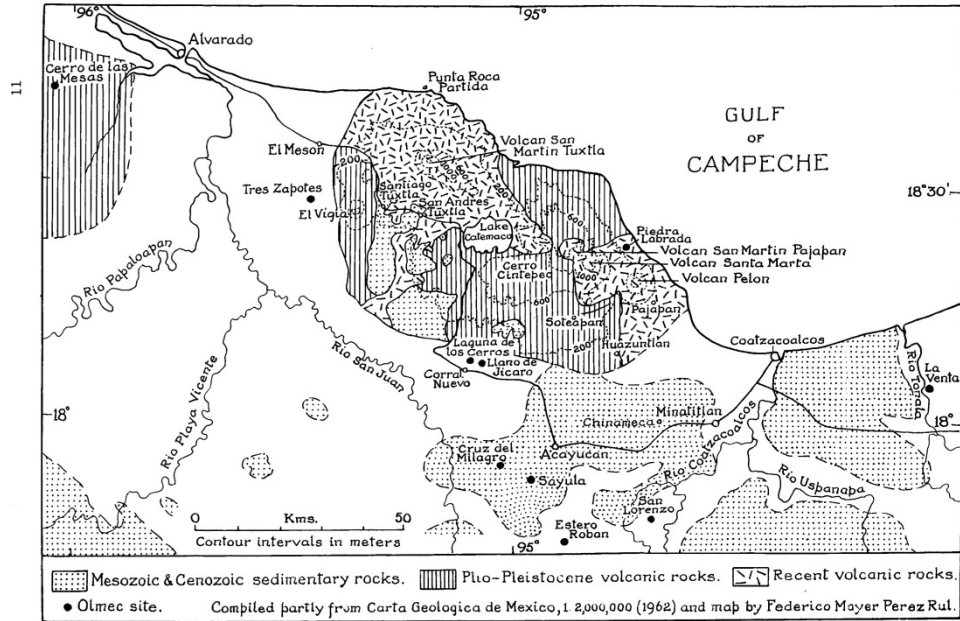 96°
95°
11
Alvarado
Cerro de las
Mesas
Punta Roca
Partida
GULF
OF
CAMPECHE
El Meson
Volcan San
Martin Tuxtla
200
1000
600
200
18°30'
Tres Zapotes
Santiago
Tuxtla
El Vigia
San Andres
Tuxtla
600
Lake
Catemaco
Piedra
Labrada
Volcan San Martin Pajapan
Volcan Santa Marta
Cerro
Cintepec
1000
Volcan Pelon
Rio Papaloapan
600
Pajapan
Soteapan
Coatzacoalcos
200
Huazuntlan
Laguna de
los Cerros
Llano de
Jicaro
Corral
Nuevo
Rio San Juan
Rio Tonala
La
Venta
18°
18°
Rio Playa Vicente
Chinameca
Minatitlan
Acayucan
Cruz del
Milagro
Sayula
Rio Coatzacoalcos
Rio Uspanapa
San
Lorenzo
Estero
Roban
0 Kms. 50
Contour intervals in meters
95°
Mesozoic & Cenozoic sedimentary rocks. Plio-Pleistocene volcanic rocks. Recent volcanic rocks.
Olmec site. Compiled partly from Carta Geologica de Mexico, 1: 2,000,000 (1962) and map by Federico Mayer Perez Rul.